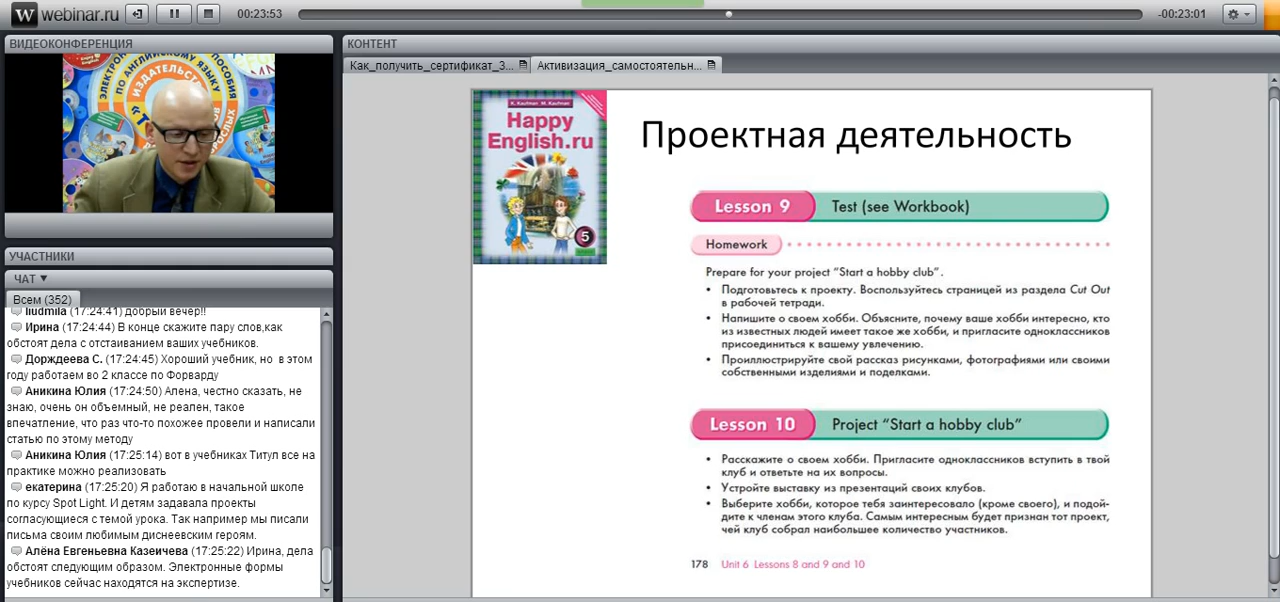 webinar.ru
00:23:53
-00:23:01
ВИДЕОКОНФЕРЕНЦИЯ
ЭЛЕКТРОН
ПОСОБИЯ
ПО АНГЛИЙСКОМУ ЯЗЫКУ
ИЗДАТЕЛЬСТВ
УЧАСТНИКИ
ЧАТ
Всем (352)
liudmila (17:24:41) добрый вечер!!
Ирина (17:24:44) В конце скажите пару слов,как
обстоят дела с отстаиванием ваших учебников.
Дорждеева С. (17:24:45) Хороший учебник, но в этом
году работаем во 2 классе по Форварду
Аникина Юлия (17:24:50) Алена, честно сказать, не
знаю, очень он объемный, не реален, такое
впечатление, что раз что-то похожее провели и написали
статью по этому методу
Аникина Юлия (17:25:14) вот в учебниках Титул все на
практике можно реализовать
екатерина (17:25:20) Я работаю в начальной школе
по курсу Spot Light. И детям задавала проекты
согласующиеся с темой урока. Так например мы писали
письма своим любимым диснеевским героям.
Алёна Евгеньевна Казеичева (17:25:22) Ирина, дела
обстоят следующим образом. Электронные формы
учебников сейчас находятся на экспертизе.
КОНТЕНТ
Как_получить_сертификат_3...
Активизация_самостоятельн...
K. Kaufman M. Kaufman
Happy
English.ru
5
Проектная деятельность
Lesson 9 Test (see Workbook)
Homework
Prepare for your project “Start a hobby club”.
• Подготовьтесь к проекту. Воспользуйтесь страницей из раздела Cut Out
в рабочей тетради.
• Напишите о своем хобби. Объясните, почему ваше хобби интересно, кто
из известных людей имеет такое же хобби, и пригласите одноклассников
присоединиться к вашему увлечению.
• Проиллюстрируйте свой рассказ рисунками, фотографиями или своими
собственными изделиями и поделками.
Lesson 10 Project “Start a hobby club”
• Расскажите о своем хобби. Пригласите одноклассников вступить в твой
клуб и ответьте на их вопросы.
• Устройте выставку из презентаций своих клубов.
• Выберите хобби, которое тебя заинтересовало (кроме своего), и подой-
дите к членам этого клуба. Самым интересным будет признан тот проект,
чей клуб собрал наибольшее количество участников.
178 Unit 6 Lessons 8 and 9 and 10